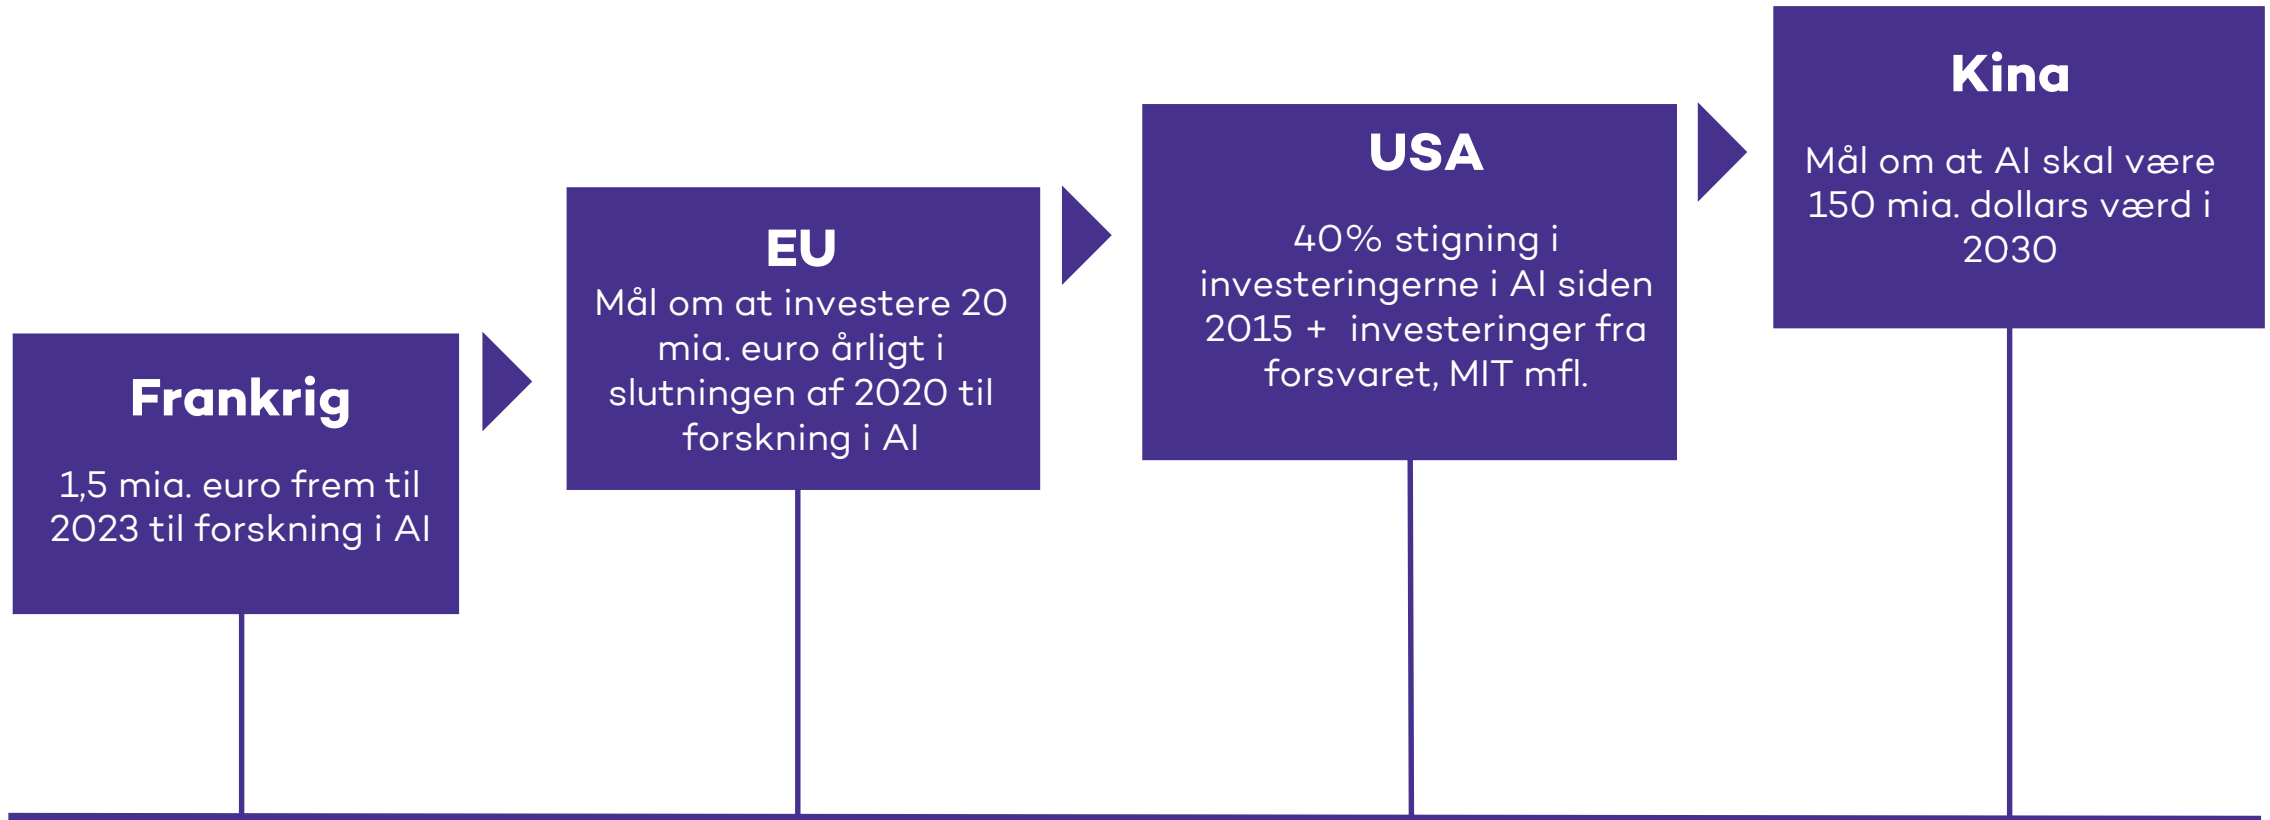 Frankrig
1,5 mia. euro frem til
2023 til forskning i AI
EU
Mål om at investere 20
mia. euro årligt i
slutningen af 2020 til
forskning i AI
USA
40% stigning i
investeringerne i AI siden
2015 + investeringer fra
forsvaret, MIT mfl.
Kina
Mål om at AI skal være
150 mia. dollars værd i
2030